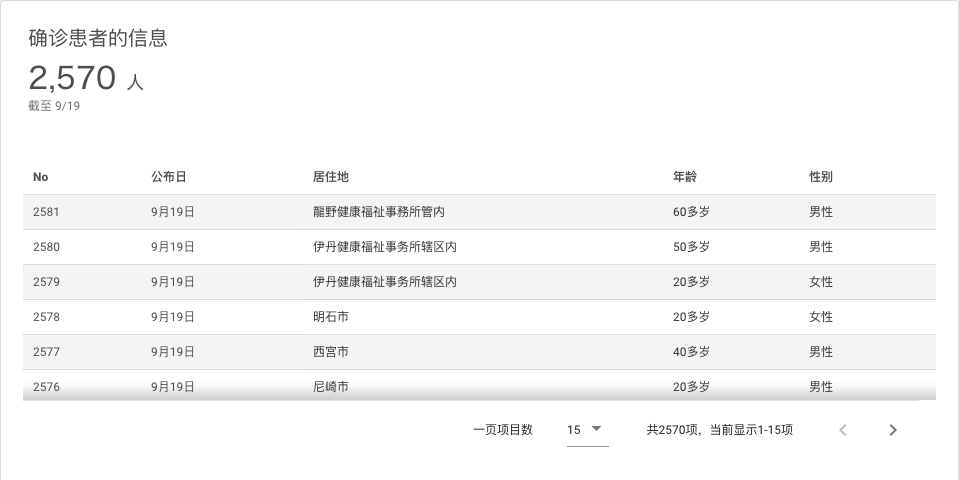 确诊患者的信息
2,570 人
截至 9/19
No 公布日 居住地 年龄 性别
2581 9月19日 龍野健康福祉事務所管内 60多岁 男性
2580 9月19日 伊丹健康福祉事务所辖区内 50多岁 男性
2579 9月19日 伊丹健康福祉事务所辖区内 20多岁 女性
2578 9月19日 明石市 20多岁 女性
2577 9月19日 西宫市 40多岁 男性
2576 9月19日 尼崎市 20多岁 男性
一页项目数 15 共2570项，当前显示1-15项